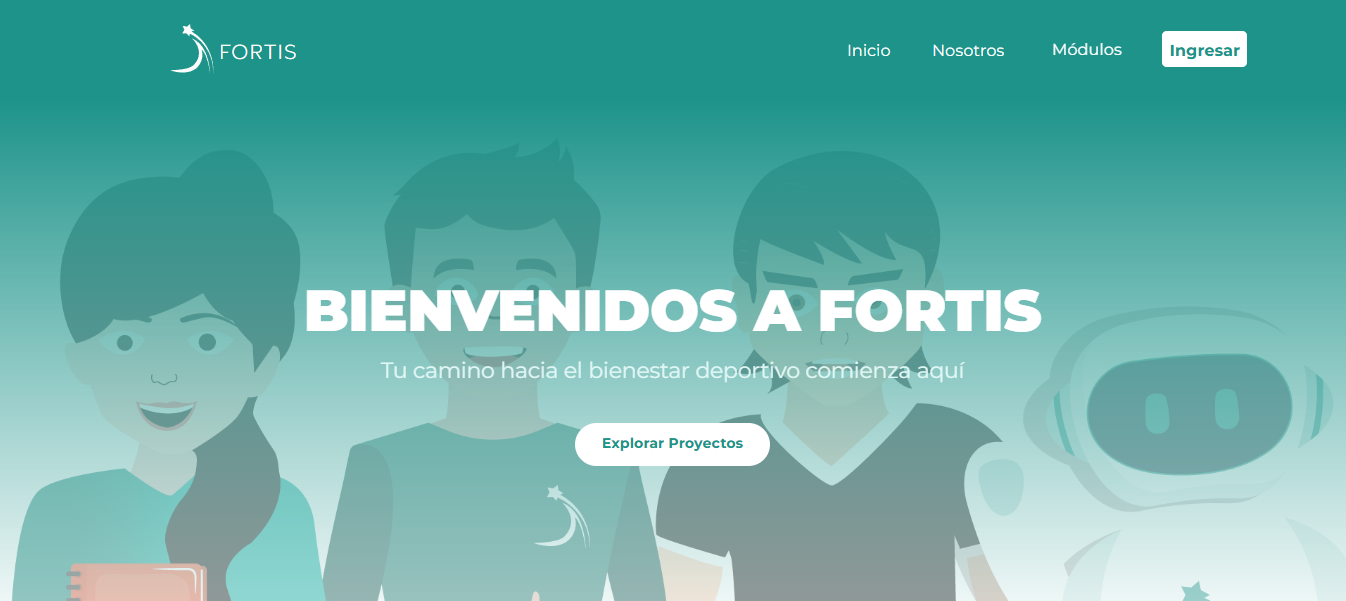 FORTIS
Inicio
Nosotros
Módulos
Ingresar
BIENVENIDOS A FORTIS
Tu camino hacia el bienestar deportivo comienza aquí
Explorar Proyectos